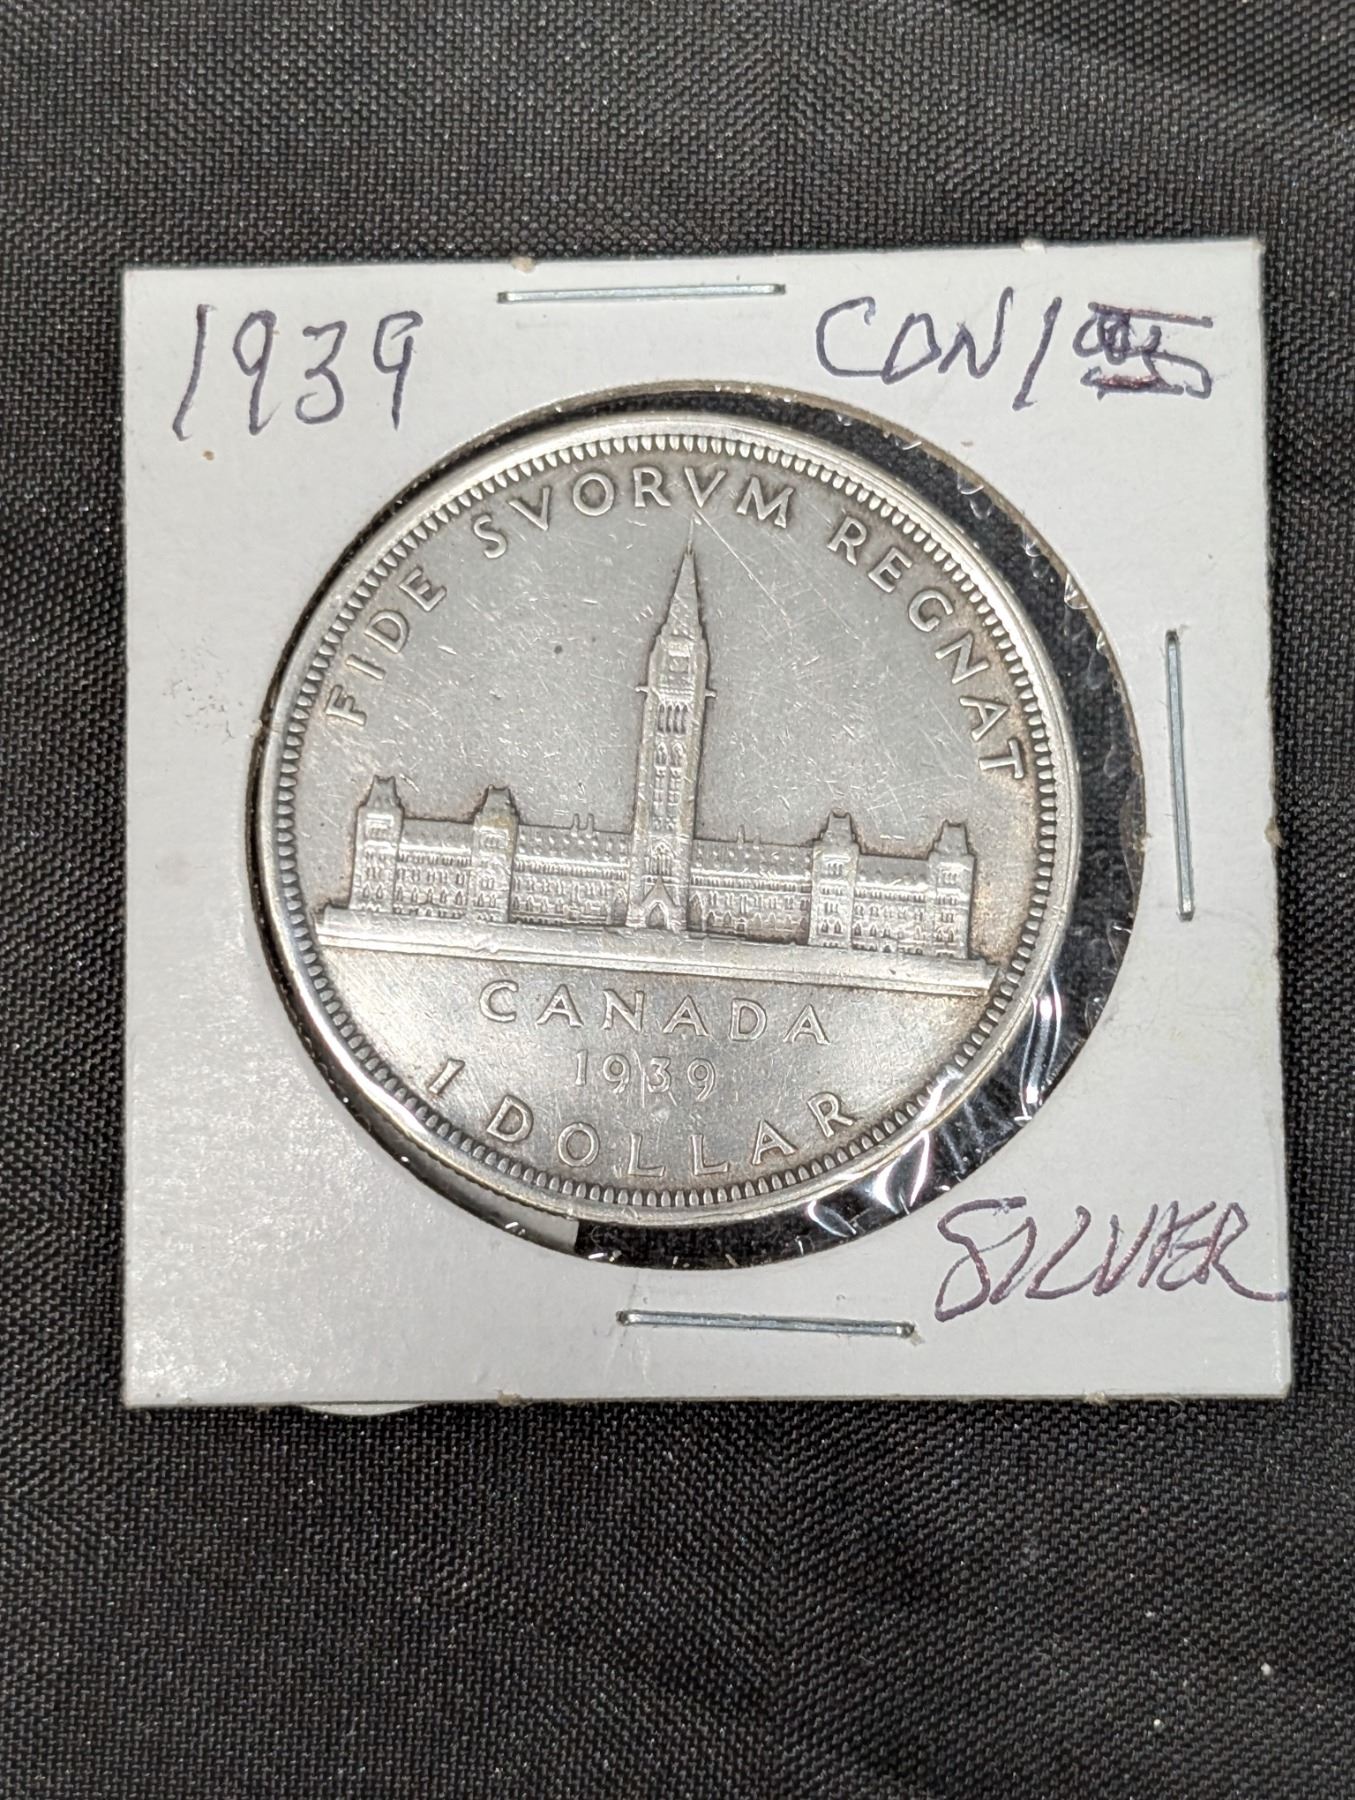 1939 CDN 1
FIDE SVORVM REGNAT
CANADA
1939
1 DOLLAR
SILVER